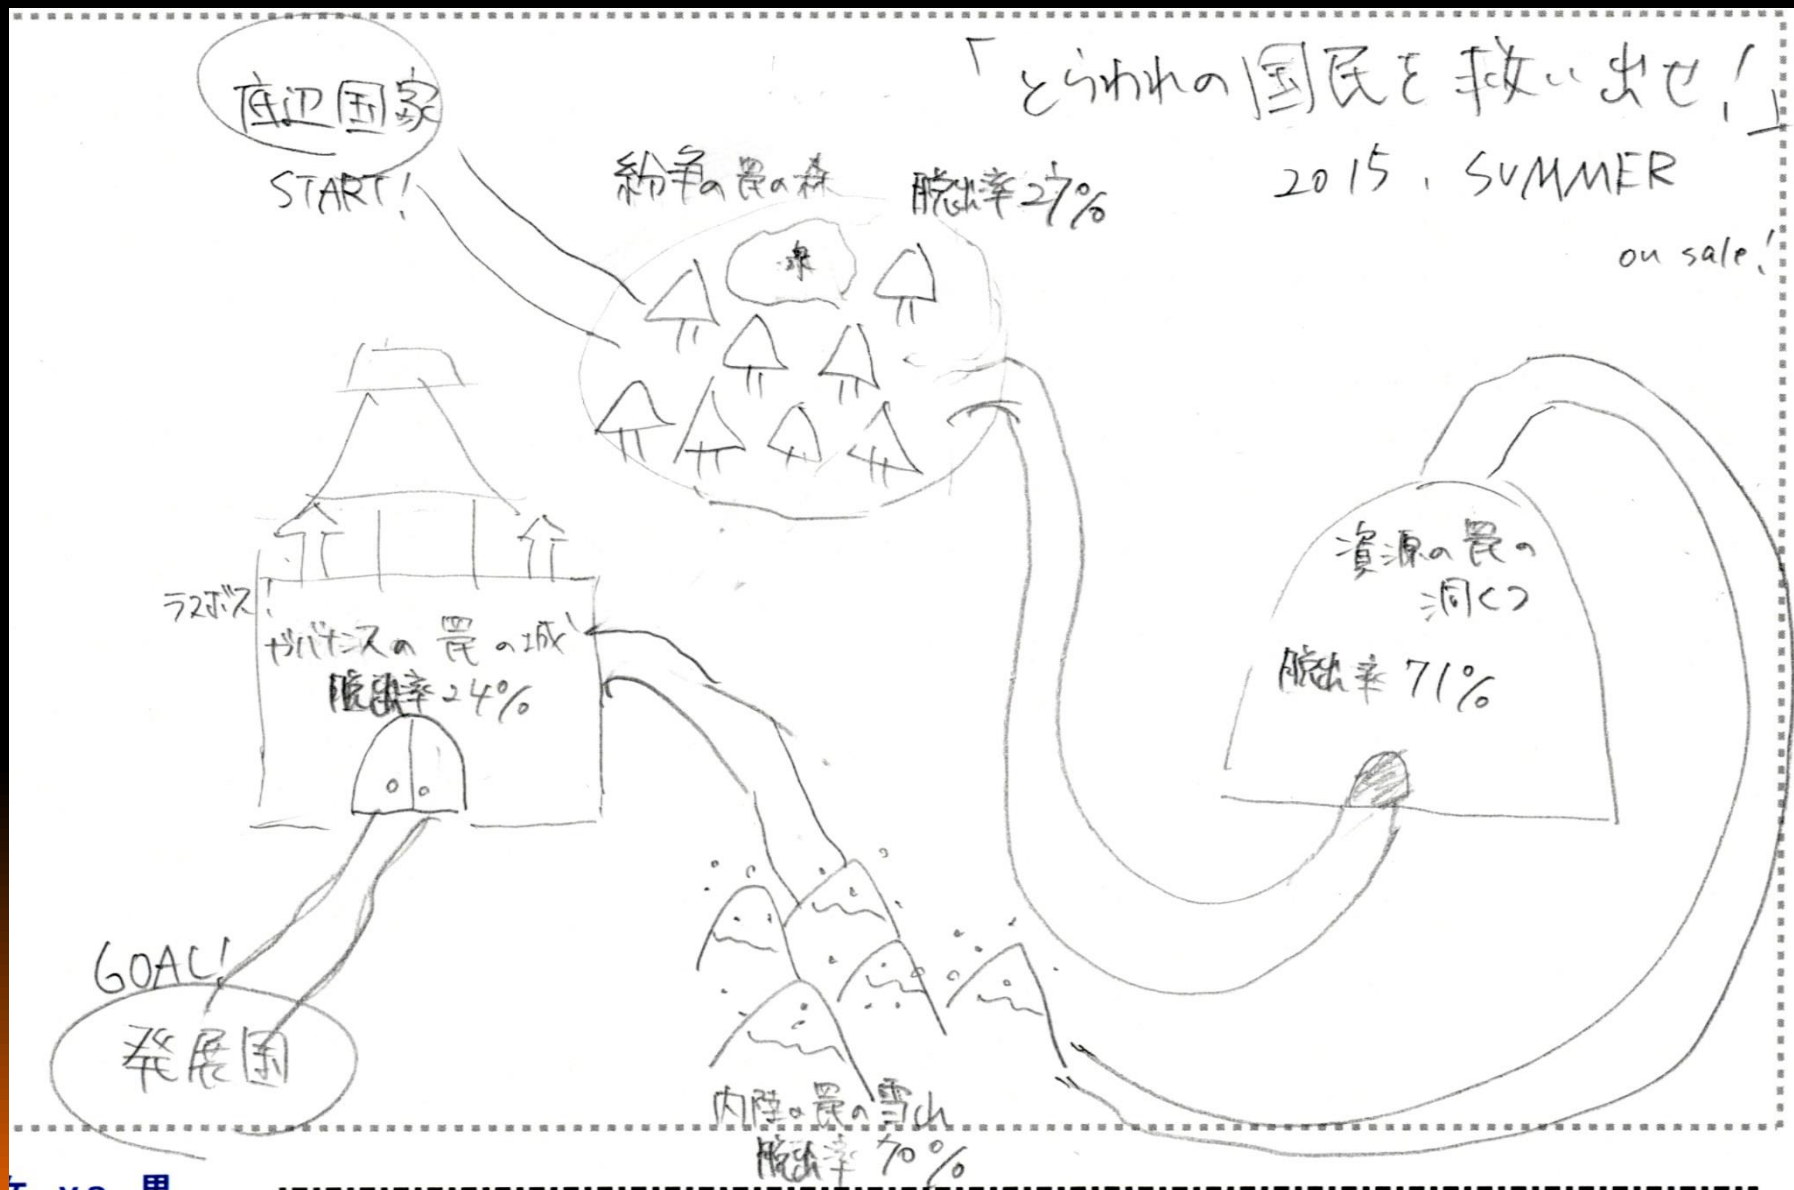 「とらわれの国民を救い出せ!」
2015. SUMMER
on sale!
底辺国家
START!
紛争の罠の森
脱出率27%
泉
資源の罠の
洞くつ
脱出率71%
ラスボス!
ガバナンスの罠の城
脱出率24%
GOAL!
発展国
内陸の罠の雪山
脱出率70%